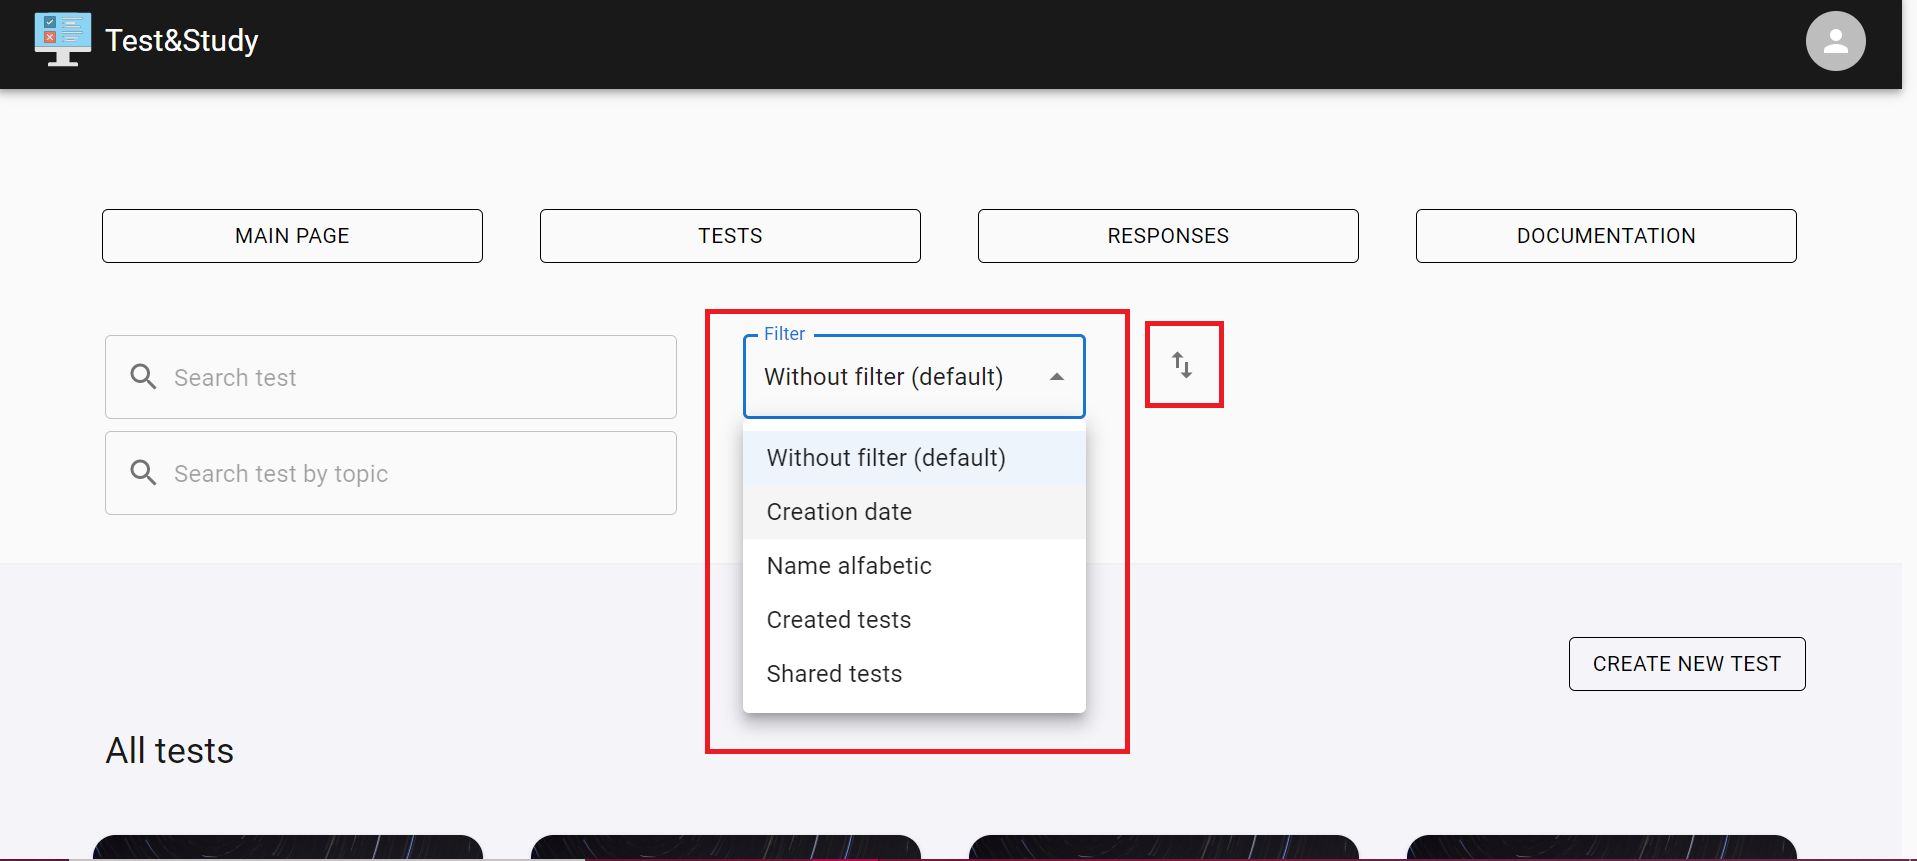 Test&Study
MAIN PAGE
TESTS
RESPONSES
DOCUMENTATION
Search test
Search test by topic
Filter
Without filter (default)
Without filter (default)
Creation date
Name alfabetic
Created tests
Shared tests
CREATE NEW TEST
All tests